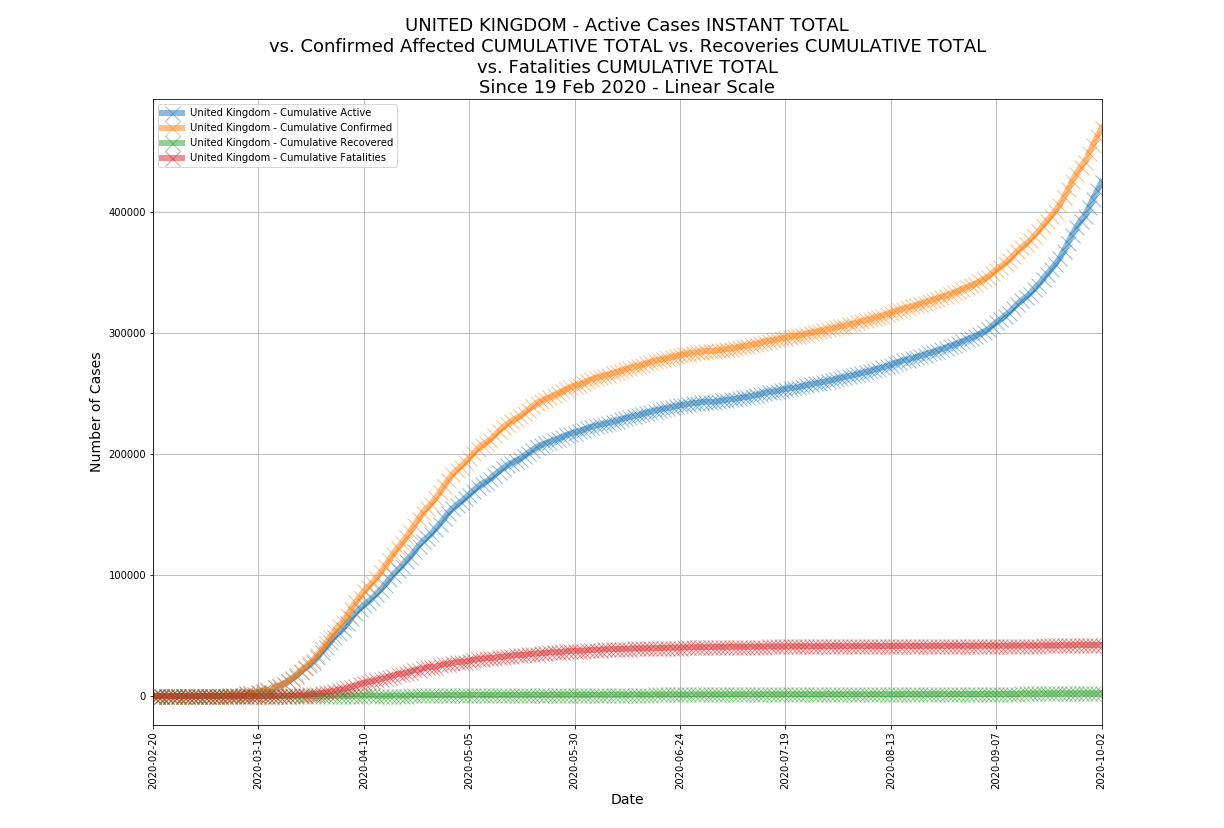 UNITED KINGDOM - Active Cases INSTANT TOTAL
vs. Confirmed Affected CUMULATIVE TOTAL vs. Recoveries CUMULATIVE TOTAL
vs. Fatalities CUMULATIVE TOTAL
Since 19 Feb 2020 - Linear Scale
United Kingdom - Cumulative Active
United Kingdom - Cumulative Confirmed
United Kingdom - Cumulative Recovered
United Kingdom - Cumulative Fatalities
Number of Cases
400000
300000
200000
100000
0
2020-02-20
2020-03-16
2020-04-10
2020-05-05
2020-05-30
2020-06-24
2020-07-19
2020-08-13
2020-09-07
2020-10-02
Date